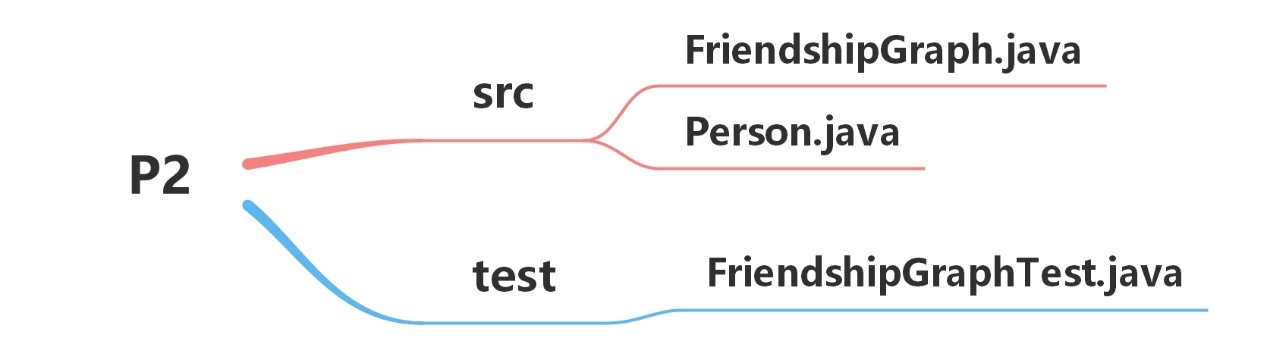 P2
src
FriendshipGraph.java
Person.java
test
FriendshipGraphTest.java